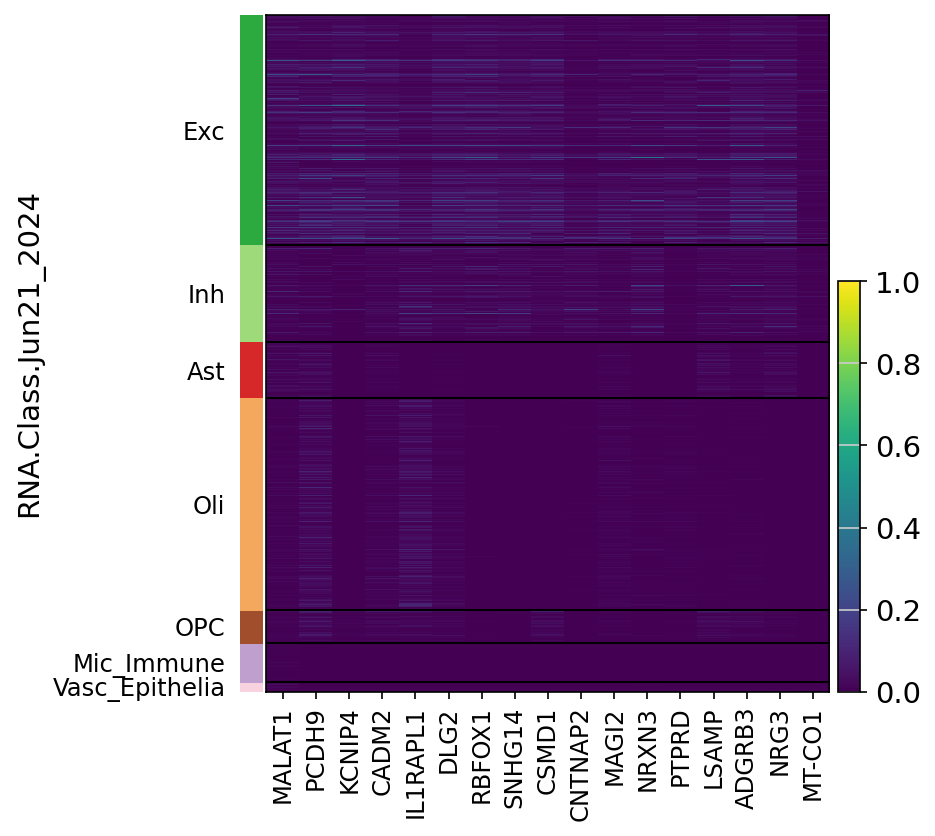 RNA.Class.Jun21_2024
Exc
Inh
Ast
Oli
OPC
Mic_Immune
Vasc_Epithelia
1.0
0.8
0.6
0.4
0.2
0.0
MALAT1
PCDH9
KCNIP4
CADM2
IL1RAPL1
DLG2
RBFOX1
SNHG14
CSMD1
CNTNAP2
MAGI2
NRXN3
PTPRD
LSAMP
ADGRB3
NRG3
MT-CO1